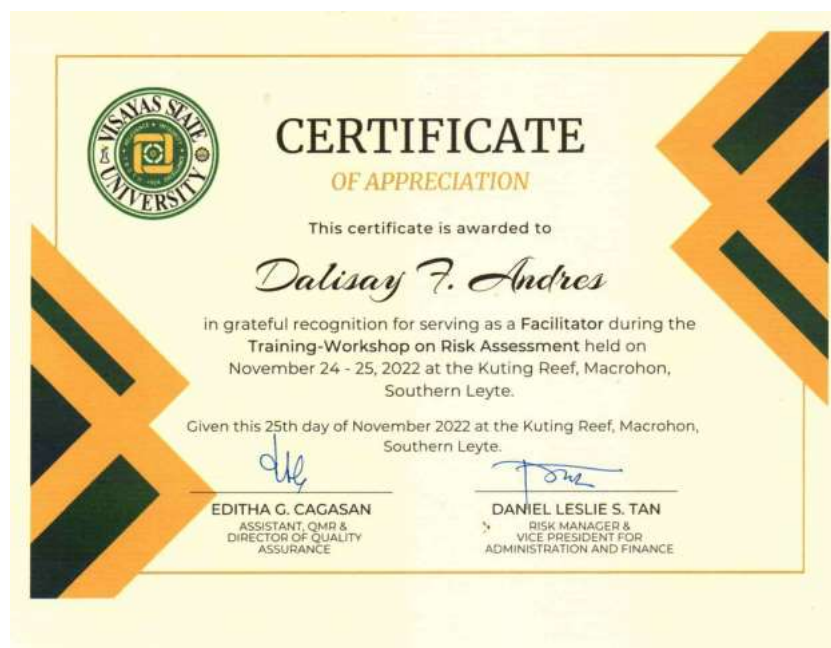 VISAYAS STATE
UNIVERSITY
CERTIFICATE
OF APPRECIATION
This certificate is awarded to
Dalisay F. Andres
in grateful recognition for serving as a Facilitator during the
Training-Workshop on Risk Assessment held on
November 24 - 25, 2022 at the Kuting Reef, Macrohon,
Southern Leyte.
Given this 25th day of November 2022 at the Kuting Reef, Macrohon,
Southern Leyte.
EDITHA G. CAGASAN
ASSISTANT, QMR &
DIRECTOR OF QUALITY
ASSURANCE
DANIEL LESLIE S. TAN
RISK MANAGER &
VICE PRESIDENT FOR
ADMINISTRATION AND FINANCE